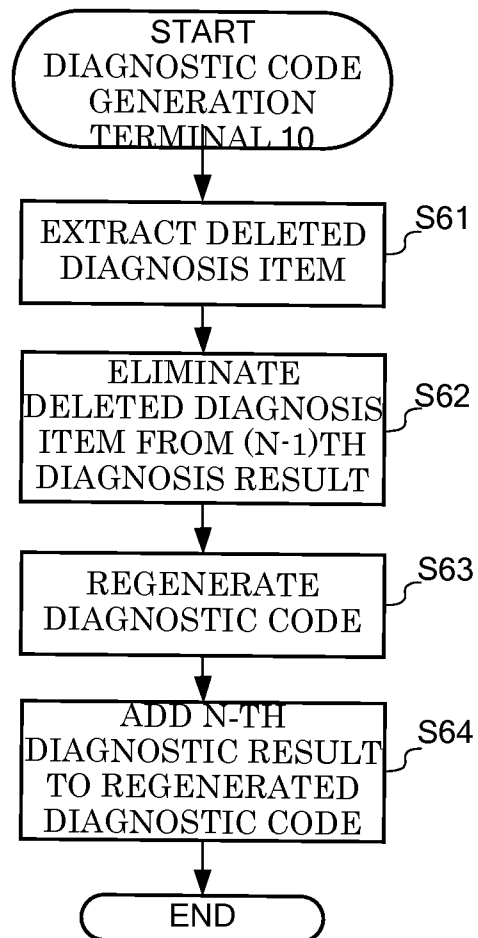 START
DIAGNOSTIC CODE
GENERATION
TERMINAL 10
S61
EXTRACT DELETED
DIAGNOSIS ITEM
S62
ELIMINATE
DELETED DIAGNOSIS
ITEM FROM (N-1)TH
DIAGNOSIS RESULT
S63
REGENERATE
DIAGNOSTIC CODE
S64
ADD N-TH
DIAGNOSTIC RESULT
TO REGENERATED
DIAGNOSTIC CODE
END